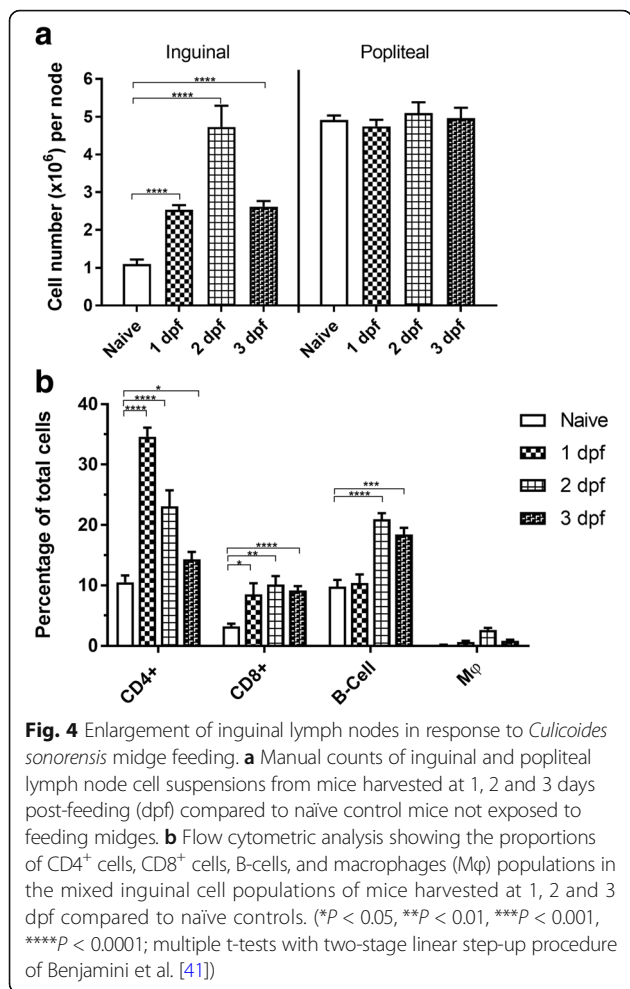 a
Inguinal Popliteal
Cell number (x10⁶) per node
6
5
4
3
2
1
0
****
****
****
Naive 1 dpf 2 dpf 3 dpf Naive 1 dpf 2 dpf 3 dpf
b
Percentage of total cells
40
30
20
10
0
*
****
****
****
**
*
***
****
CD4+ CD8+ B-Cell Mφ
Naive
1 dpf
2 dpf
3 dpf
Fig. 4 Enlargement of inguinal lymph nodes in response to Culicoides
sonorensis midge feeding. a Manual counts of inguinal and popliteal
lymph node cell suspensions from mice harvested at 1, 2 and 3 days
post-feeding (dpf) compared to naïve control mice not exposed to
feeding midges. b Flow cytometric analysis showing the proportions
of CD4⁺ cells, CD8⁺ cells, B-cells, and macrophages (Mφ) populations in
the mixed inguinal cell populations of mice harvested at 1, 2 and 3
dpf compared to naïve controls. (*P < 0.05, **P < 0.01, ***P < 0.001,
****P < 0.0001; multiple t-tests with two-stage linear step-up procedure
of Benjamini et al. [41])